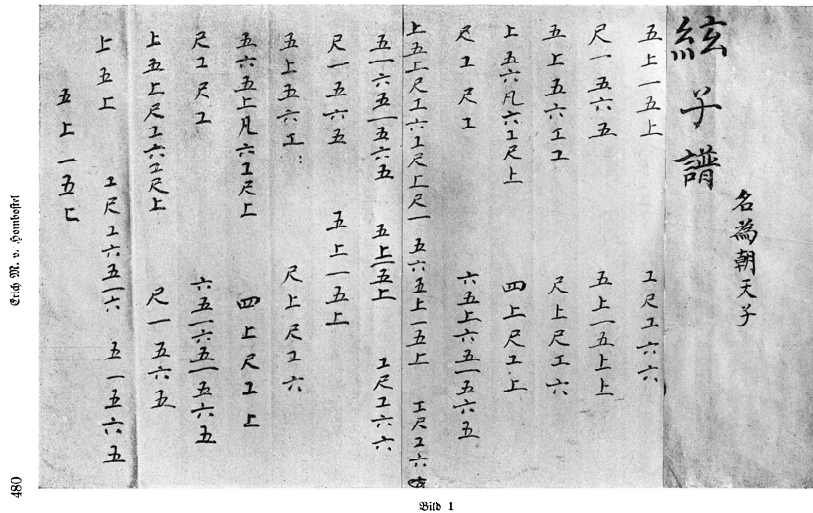 絃子譜
名為朝天子
五上一五上 工尺工六六
尺一五六五 五上一五上上
五上五六工工 尺上尺工六
上五六凡六工尺上 四上尺工上
尺工尺工 六五上六五一五六五
上五上尺工六工尺上尺一 五六五上一五上 工尺工六
五一六五一五六五 五上一五上 工尺工六六
尺一五六五 五上一五上
五上五六工 尺上尺工六
五六五上凡六工尺上 四上尺工上
尺工尺工 六五一六五一五六五
上五上尺工六工尺上 尺一五六五
上五上 工尺工六五一六 五一五六五
五上一五上
Erich M. v. Hornbostel
480
Bild 1